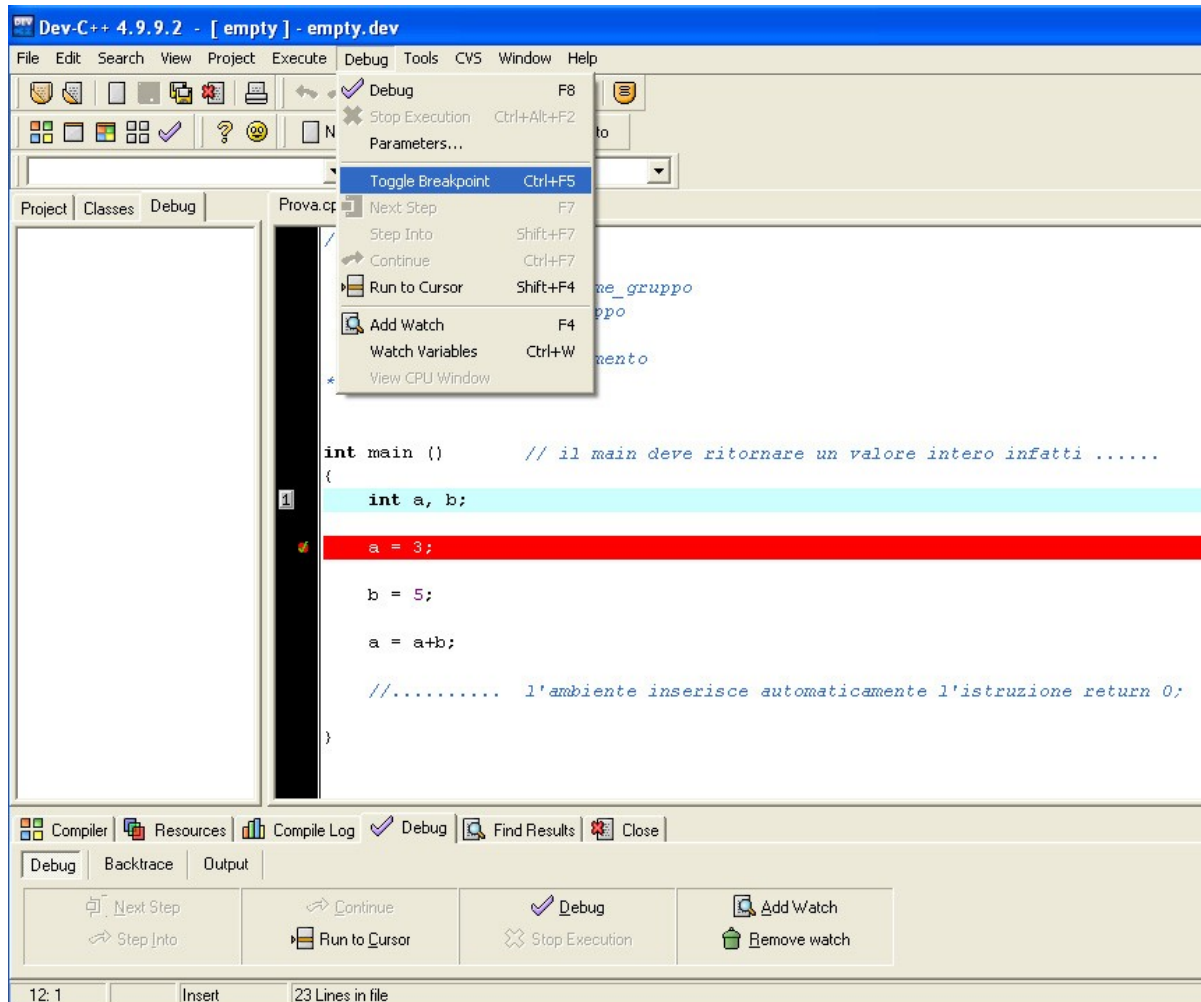 Dev-C++ 4.9.9.2 - [ empty ] - empty.dev
File Edit Search View Project Execute Debug Tools CVS Window Help
Debug F8
Stop Execution Ctrl+Alt+F2
Parameters...
Toggle Breakpoint Ctrl+F5
Next Step F7
Step Into Shift+F7
Continue Ctrl+F7
Run to Cursor Shift+F4
Add Watch F4
Watch Variables Ctrl+W
View CPU Window
Project Classes Debug
Prova.cp
int main () // il main deve ritornare un valore intero infatti ......
{
1 int a, b;
a = 3;
b = 5;
a = a+b;
//.......... l'ambiente inserisce automaticamente l'istruzione return 0;
}
Compiler Resources Compile Log Debug Find Results Close
Debug Backtrace Output
Next Step Continue Debug Add Watch
Step Into Run to Cursor Stop Execution Remove watch
12: 1 Insert 23 Lines in file